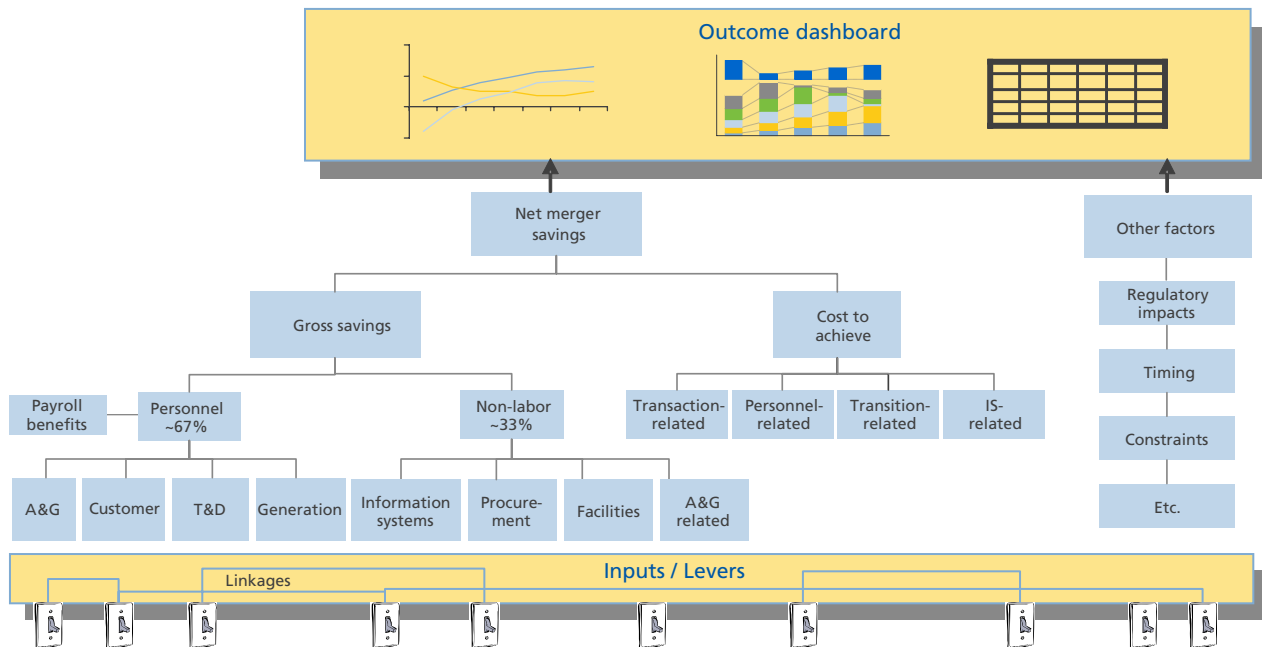 Outcome dashboard
Net merger
savings
Other factors
Gross savings
Cost to
achieve
Regulatory
impacts
Timing
Payroll
benefits
Personnel
~67%
Non-labor
~33%
Transaction-
related
Personnel-
related
Transition-
related
IS-
related
Constraints
A&G
Customer
T&D
Generation
Information
systems
Procure-
ment
Facilities
A&G
related
Etc.
Inputs / Levers
Linkages